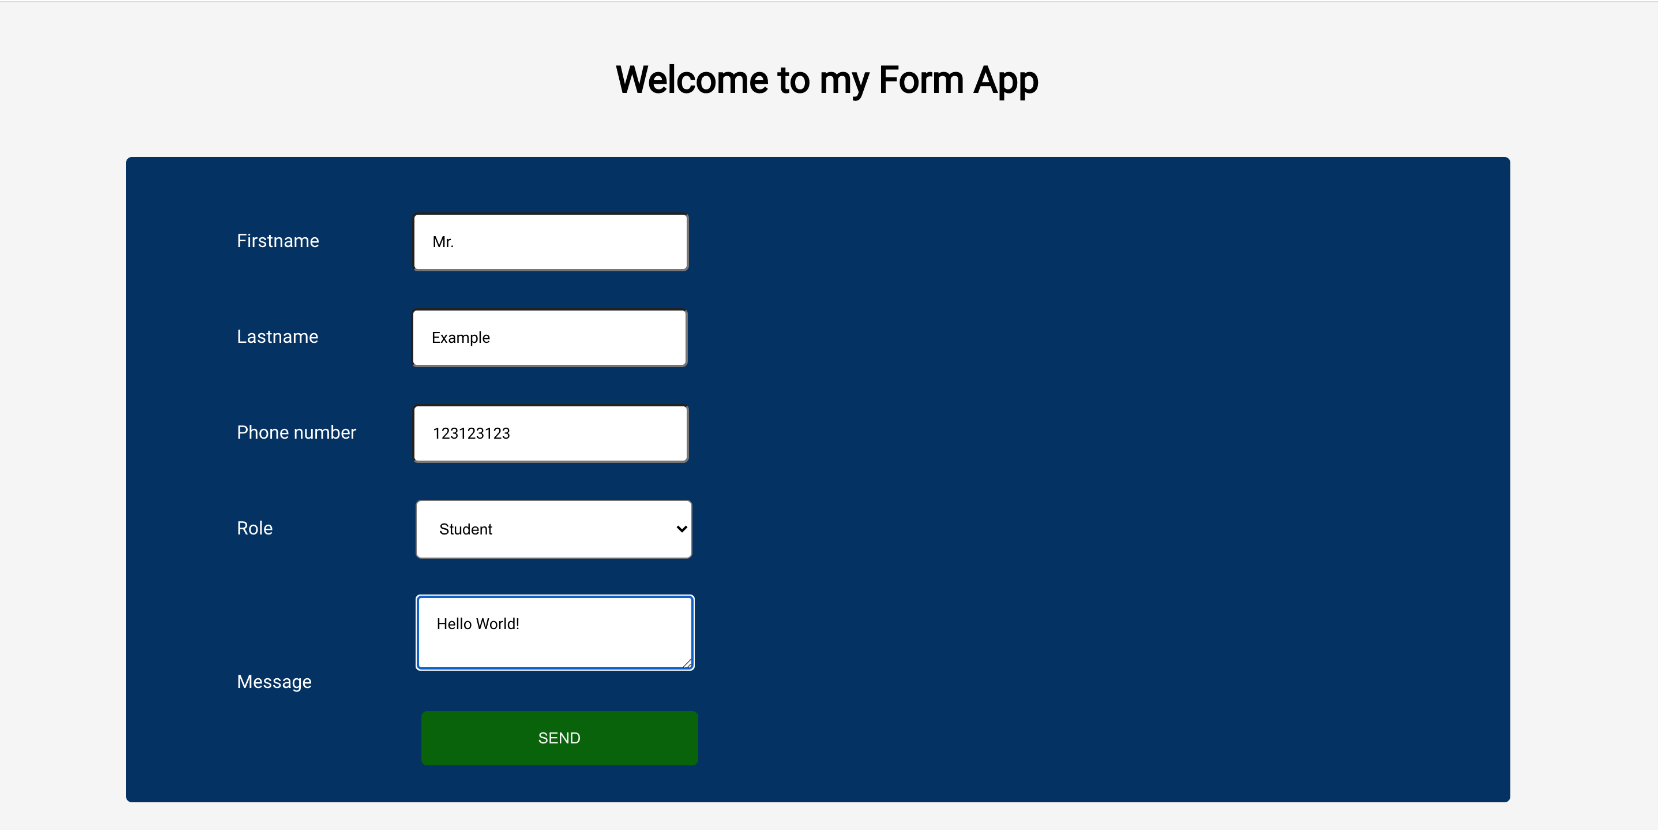 Welcome to my Form App
Firstname Mr.
Lastname Example
Phone number 123123123
Role Student
Hello World!
Message
SEND